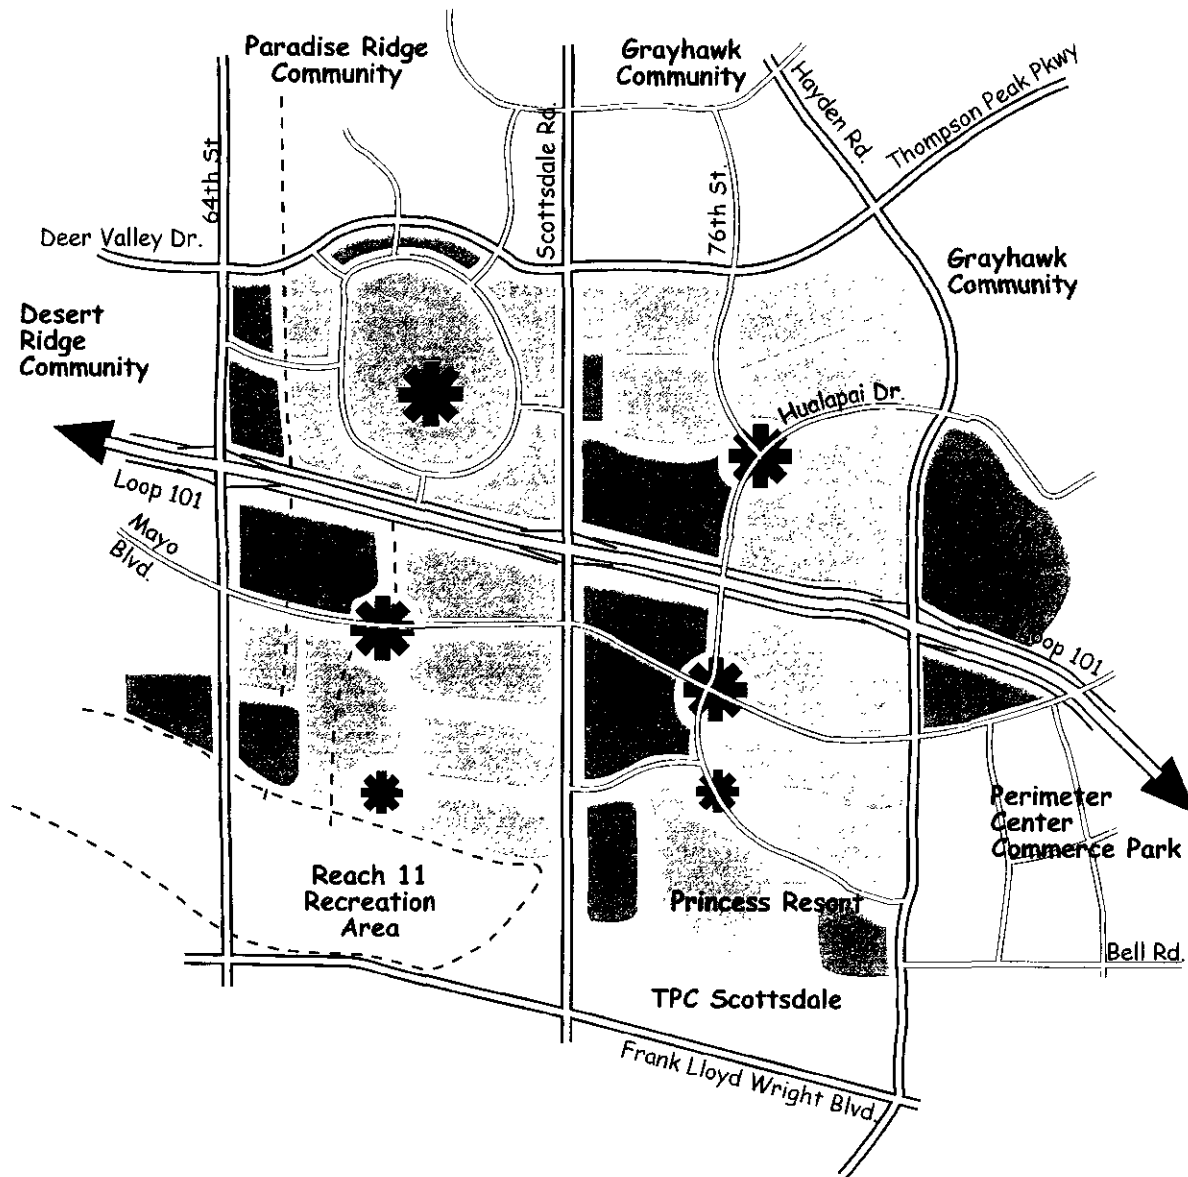 Paradise Ridge
Community
Grayhawk
Community
Hayden Rd.
Thompson Peak Pkwy
64th St
Scottsdale Rd.
76th St.
Deer Valley Dr.
Grayhawk
Community
Desert
Ridge
Community
Hualapai Dr.
Loop 101
Mayo
Blvd.
Loop 101
Perimeter
Center
Commerce Park
Reach 11
Recreation
Area
Princess Resort
Bell Rd.
TPC Scottsdale
Frank Lloyd Wright Blvd.